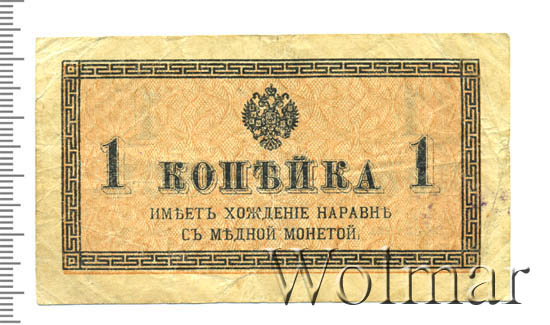 1 КОПѢЙКА 1
ИМѢЕТЪ ХОЖДЕНІЕ НАРАВНѢ
СЪ МѢДНОЙ МОНЕТОЙ.
Wolmar